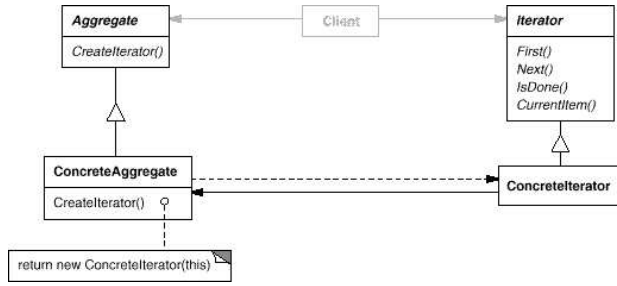 Aggregate
CreateIterator()
Client
Iterator
First()
Next()
IsDone()
CurrentItem()
ConcreteAggregate
CreateIterator()
ConcreteIterator
return new ConcreteIterator(this)